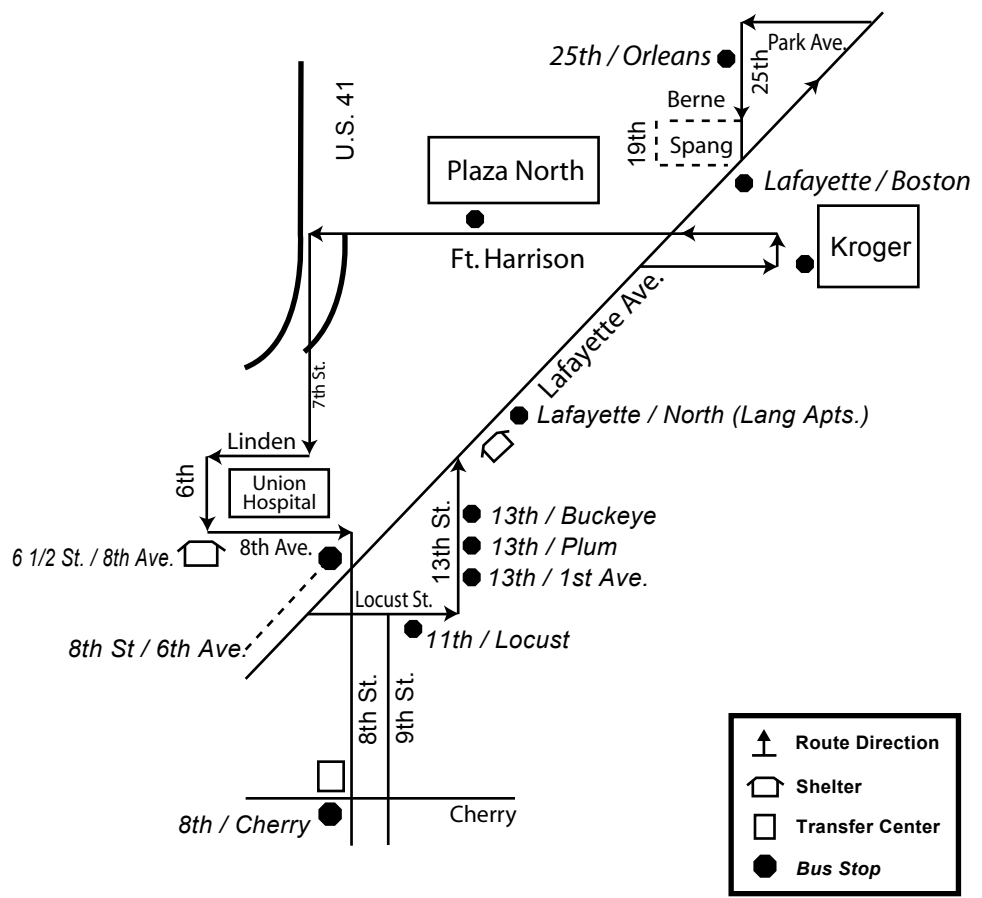 Park Ave.
25th / Orleans
25th
U.S. 41
Berne
19th
Spang
Plaza North
Lafayette / Boston
Kroger
Ft. Harrison
Lafayette Ave.
7th St.
Lafayette / North (Lang Apts.)
Linden
6th
Union
Hospital
13th St.
13th / Buckeye
13th / Plum
13th / 1st Ave.
6 1/2 St. / 8th Ave.
8th Ave.
Locust St.
8th St / 6th Ave.
11th / Locust
8th St.
9th St.
Cherry
8th / Cherry
Route Direction
Shelter
Transfer Center
Bus Stop